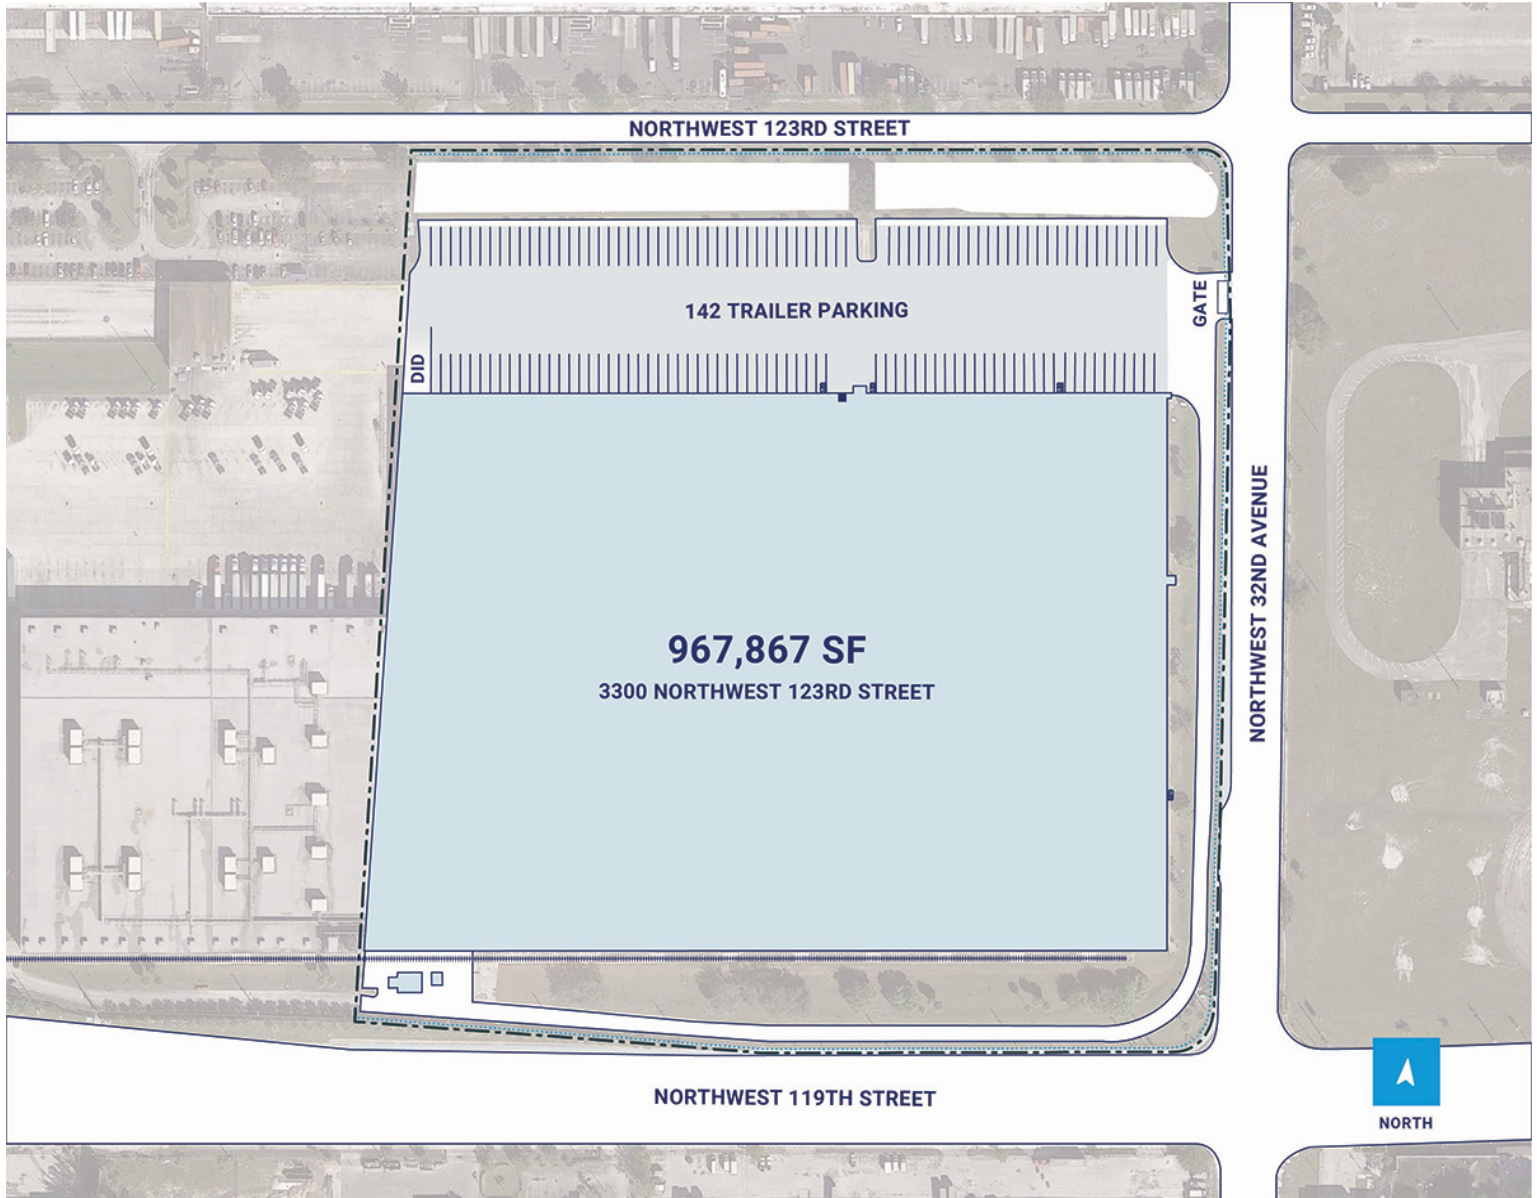 NORTHWEST 123RD STREET
142 TRAILER PARKING
GATE
DID
NORTHWEST 32ND AVENUE
967,867 SF
3300 NORTHWEST 123RD STREET
NORTHWEST 119TH STREET
NORTH